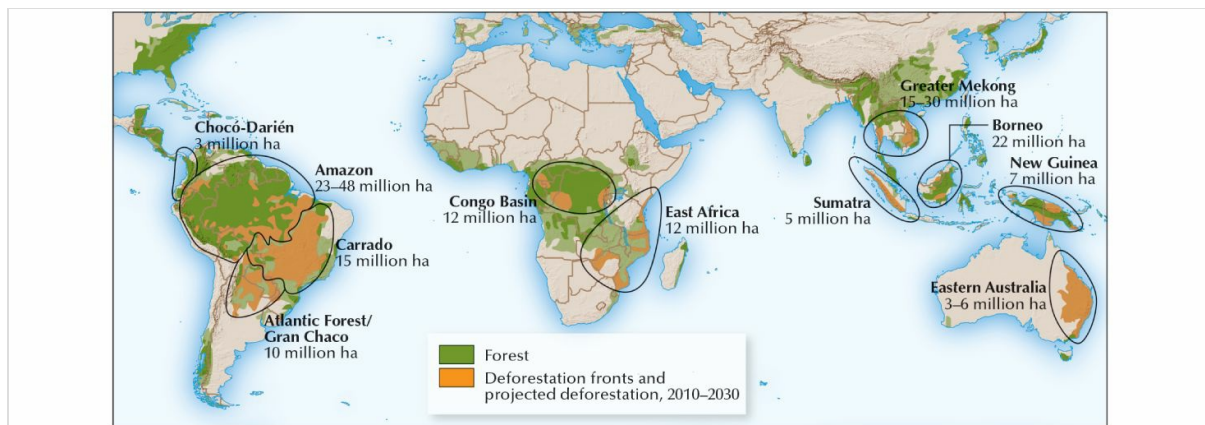 Chocó-Darién
3 million ha
Amazon
23–48 million ha
Carrado
15 million ha
Atlantic Forest/
Gran Chaco
10 million ha
Congo Basin
12 million ha
East Africa
12 million ha
Greater Mekong
15–30 million ha
Borneo
22 million ha
New Guinea
7 million ha
Sumatra
5 million ha
Eastern Australia
3–6 million ha
Forest
Deforestation fronts and
projected deforestation, 2010–2030